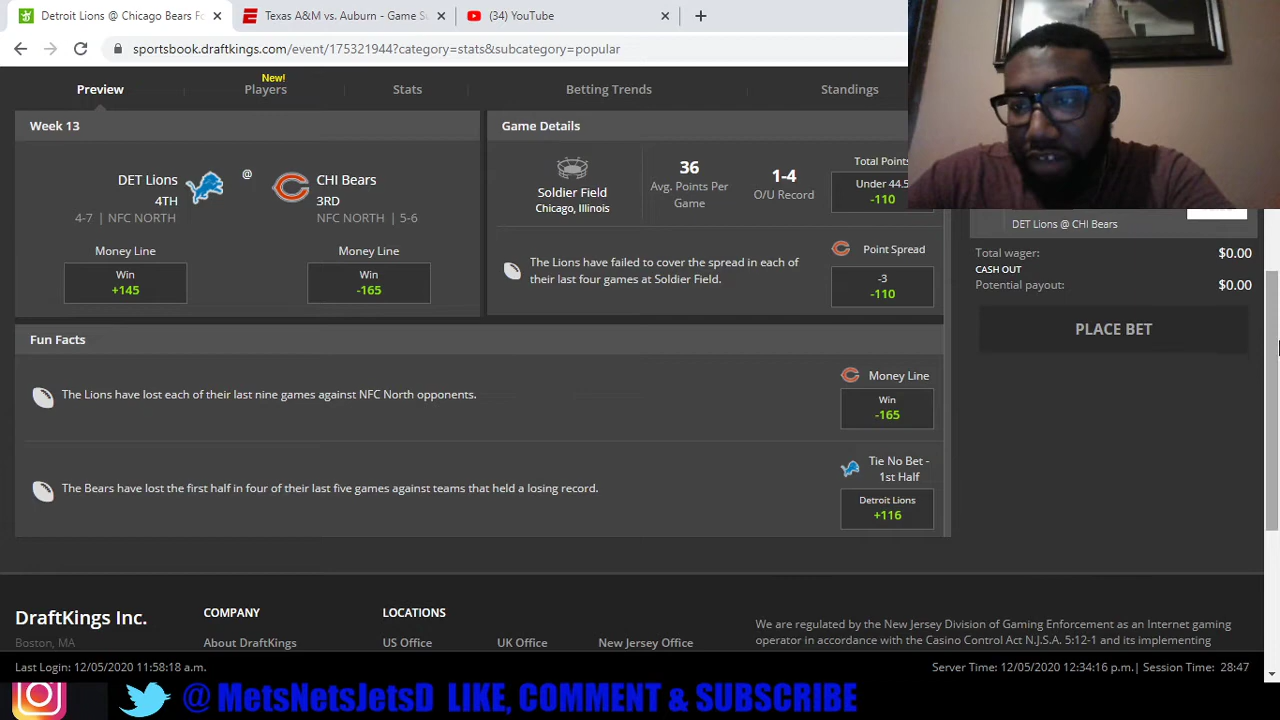 Detroit Lions @ Chicago Bears Fo
Texas A&M vs. Auburn - Game Su
(34) YouTube
sportsbook.draftkings.com/event/175321944?category=stats&subcategory=popular
New!
Preview Players Stats Betting Trends Standings
Week 13
Game Details
DET Lions @ CHI Bears
4TH 3RD
4-7 | NFC NORTH NFC NORTH | 5-6
Money Line Money Line
Win Win
+145 -165
Soldier Field
Chicago, Illinois
36
Avg. Points Per
Game
1-4
O/U Record
Total Points
Under 44.5
-110
The Lions have failed to cover the spread in each of
their last four games at Soldier Field.
Point Spread
-3
-110
DET Lions @ CHI Bears
Total wager: $0.00
CASH OUT
Potential payout: $0.00
PLACE BET
Fun Facts
The Lions have lost each of their last nine games against NFC North opponents.
Money Line
Win
-165
The Bears have lost the first half in four of their last five games against teams that held a losing record.
Tie No Bet -
1st Half
Detroit Lions
+116
DraftKings Inc.
Boston, MA
COMPANY
About DraftKings
LOCATIONS
US Office UK Office New Jersey Office
We are regulated by the New Jersey Division of Gaming Enforcement as an Internet gaming
operator in accordance with the Casino Control Act N.J.S.A. 5:12-1 and its implementing
Last Login: 12/05/2020 11:58:18 a.m.
Server Time: 12/05/2020 12:34:16 p.m.| Session Time: 28:47
@ MetsNetsJetsD LIKE, COMMENT & SUBSCRIBE